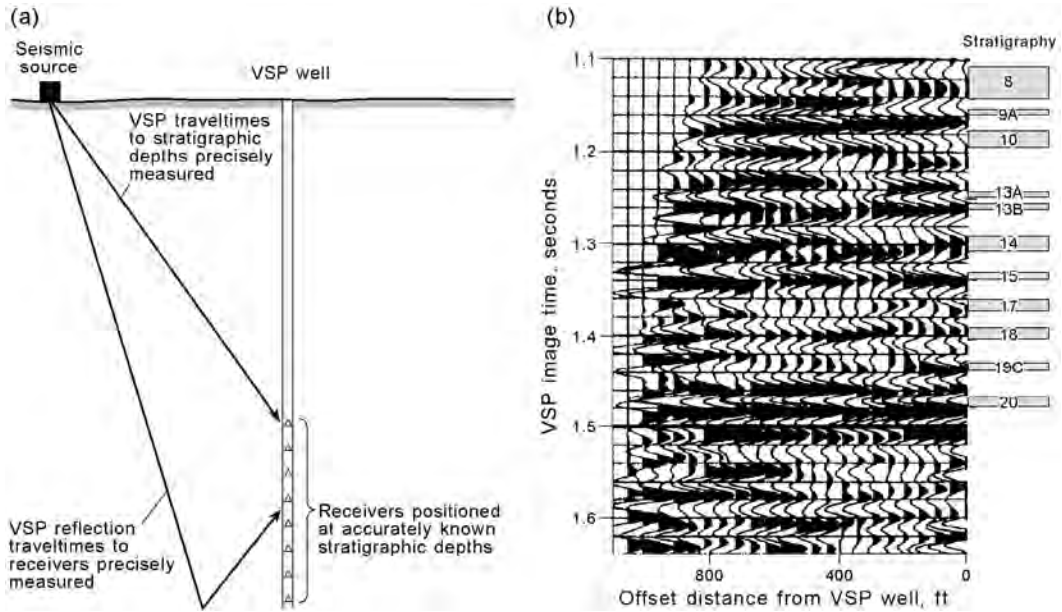 (a)
Seismic
source
VSP well
VSP traveltimes
to stratigraphic
depths precisely
measured
VSP reflection
traveltimes to
receivers precisely
measured
Receivers positioned
at accurately known
stratigraphic depths
(b)
Stratigraphy
1.1
1.2
1.3
1.4
1.5
1.6
VSP image time, seconds
8
9A
10
13A
13B
14
15
17
18
19C
20
800
400
0
Offset distance from VSP well, ft